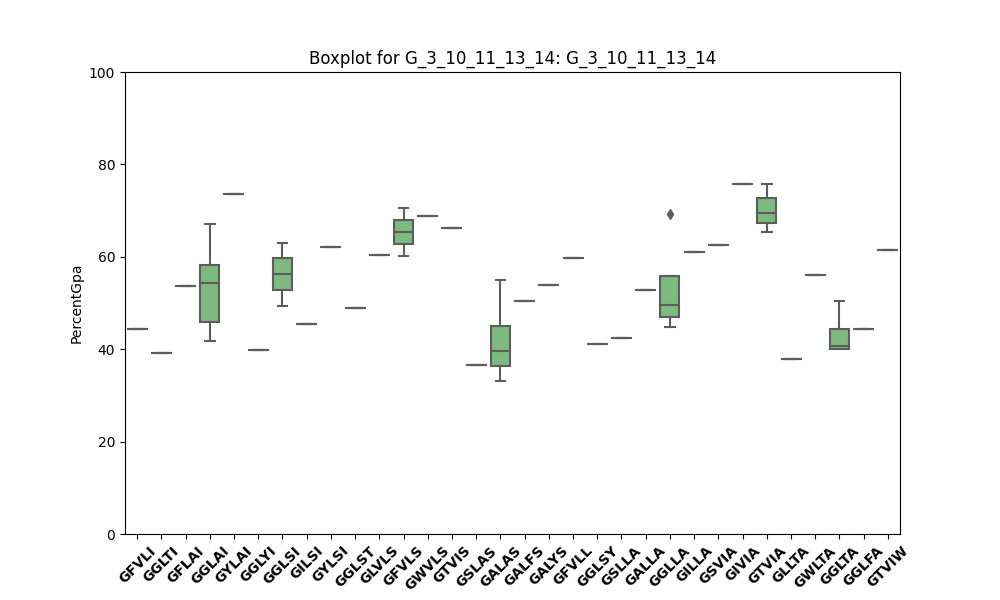 Boxplot for G_3_10_11_13_14: G_3_10_11_13_14
PercentGpa
100
80
60
40
20
0
GFVLI
GGLTI
GFLAI
GGLAI
GYLAI
GGLYI
GGLSI
GILSI
GYLSI
GGLST
GLVLS
GFVLS
GWVLS
GTVIS
GSLAS
GALAS
GALFS
GALYS
GFVLL
GGLSY
GSLLA
GALLA
GGLLA
GILLA
GSVIA
GIVIA
GTVIA
GLLTA
GWLTA
GGLTA
GGLFA
GTVIW